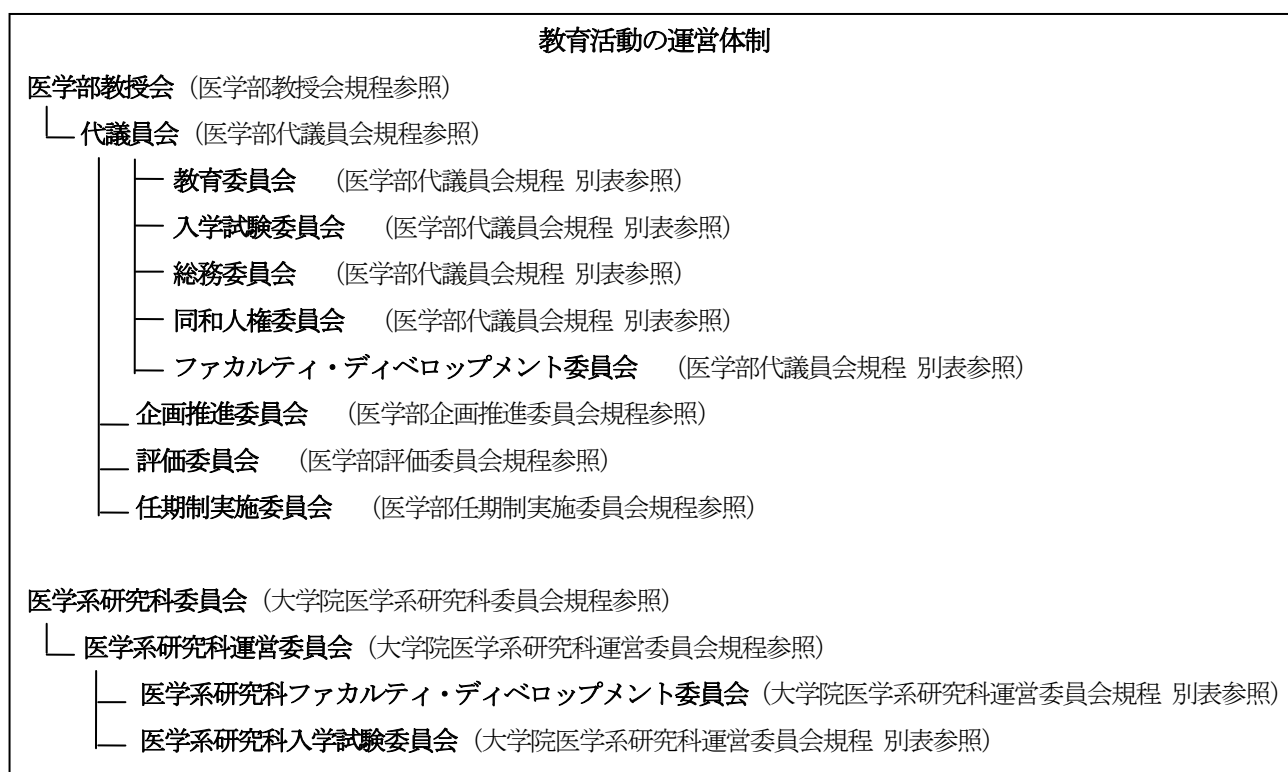 教育活動の運営体制
医学部教授会（医学部教授会規程参照）
代議員会（医学部代議員会規程参照）
教育委員会　（医学部代議員会規程 別表参照）
入学試験委員会　（医学部代議員会規程 別表参照）
総務委員会　（医学部代議員会規程 別表参照）
同和人権委員会　（医学部代議員会規程 別表参照）
ファカルティ・ディベロップメント委員会　（医学部代議員会規程 別表参照）
企画推進委員会　（医学部企画推進委員会規程参照）
評価委員会　（医学部評価委員会規程参照）
任期制実施委員会　（医学部任期制実施委員会規程参照）
医学系研究科委員会（大学院医学系研究科委員会規程参照）
医学系研究科運営委員会（大学院医学系研究科運営委員会規程参照）
医学系研究科ファカルティ・ディベロップメント委員会（大学院医学系研究科運営委員会規程 別表参照）
医学系研究科入学試験委員会（大学院医学系研究科運営委員会規程 別表参照）